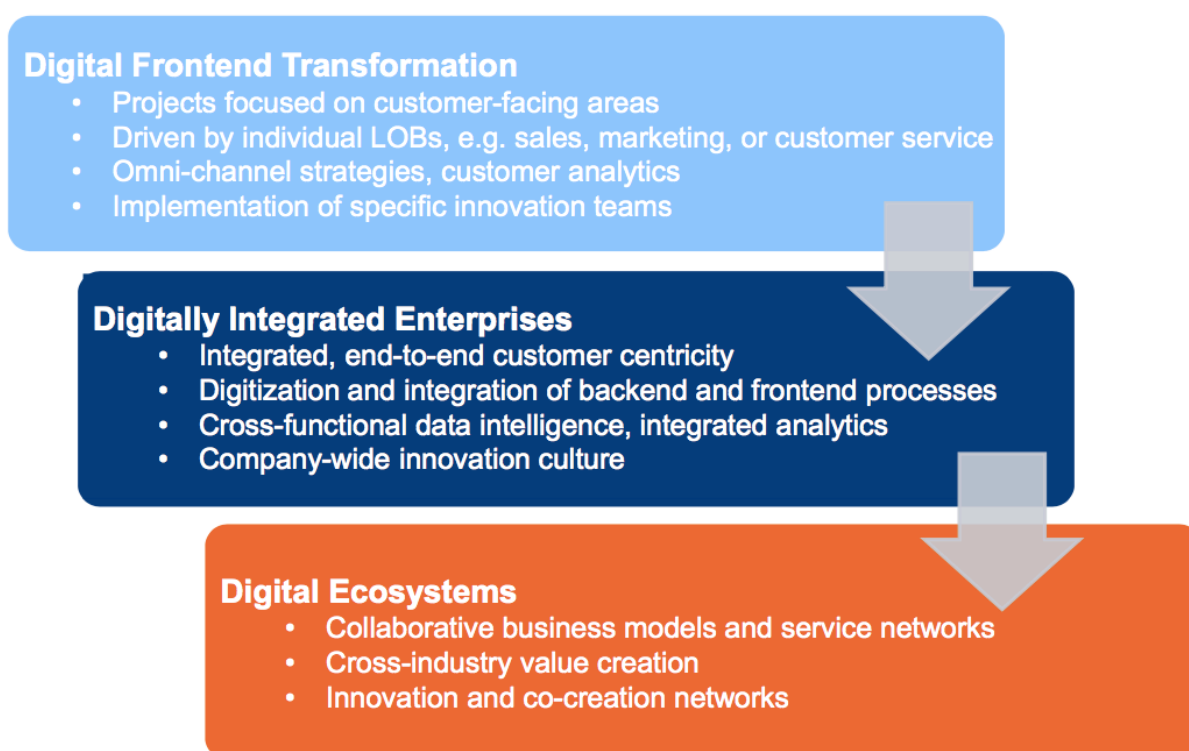 Digital Frontend Transformation
• Projects focused on customer-facing areas
• Driven by individual LOBs, e.g. sales, marketing, or customer service
• Omni-channel strategies, customer analytics
• Implementation of specific innovation teams
Digitally Integrated Enterprises
• Integrated, end-to-end customer centricity
• Digitization and integration of backend and frontend processes
• Cross-functional data intelligence, integrated analytics
• Company-wide innovation culture
Digital Ecosystems
• Collaborative business models and service networks
• Cross-industry value creation
• Innovation and co-creation networks